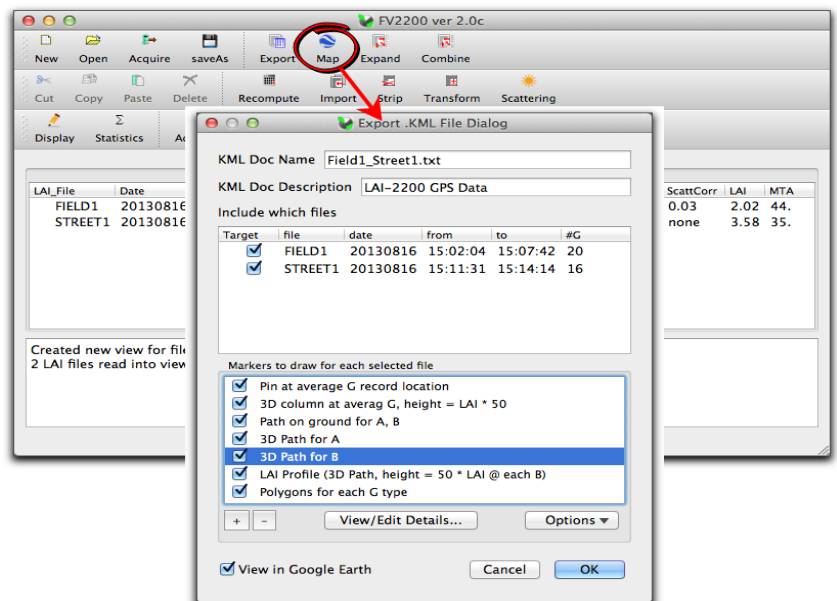 FV2200 ver 2.0c
New Open Acquire saveAs Export Map Expand Combine
Cut Copy Paste Delete Recompute Import Strip Transform Scattering
Display Statistics
Export .KML File Dialog
KML Doc Name Field1_Street1.txt
KML Doc Description LAI-2200 GPS Data
Include which files
Target file date from to #G
FIELD1 20130816 15:02:04 15:07:42 20
STREET1 20130816 15:11:31 15:14:14 16
LAI_File Date ScattCorr LAI MTA
FIELD1 20130816 0.03 2.02 44.
STREET1 20130816 none 3.58 35.
Created new view for file
2 LAI files read into view
Markers to draw for each selected file
Pin at average G record location
3D column at averag G, height = LAI * 50
Path on ground for A, B
3D Path for A
3D Path for B
LAI Profile (3D Path, height = 50 * LAI @ each B)
Polygons for each G type
+ - View/Edit Details... Options
View in Google Earth Cancel OK